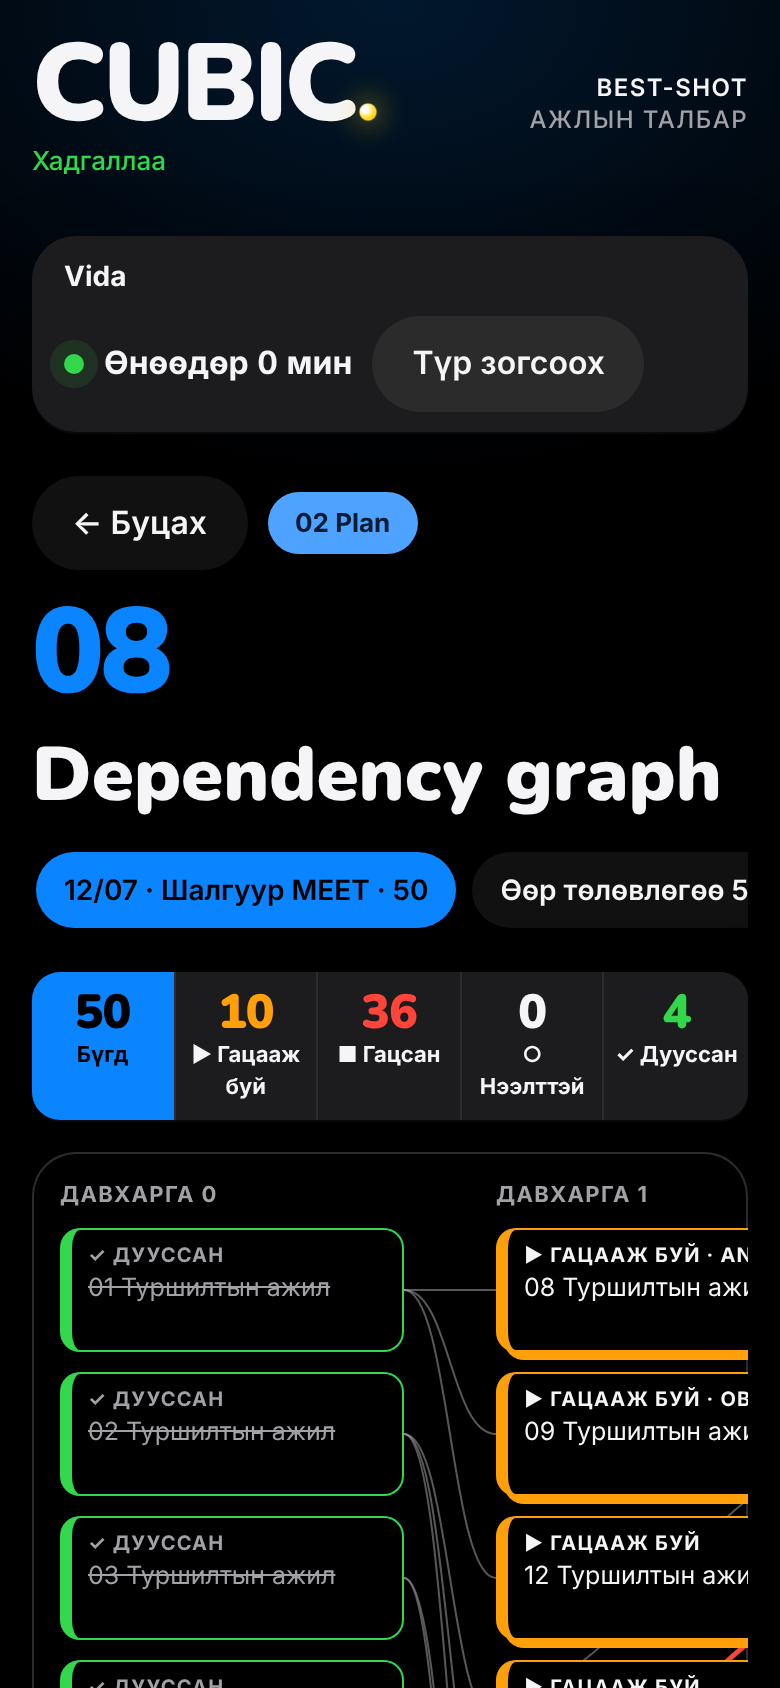 CUBIC.
BEST-SHOT
АЖЛЫН ТАЛБАР
Хадгаллаа
Vida
Өнөөдөр 0 мин
Түр зогсоох
← Буцах
02 Plan
08
Dependency graph
12/07 · Шалгуур MEET · 50
Өөр төлөвлөгөө 5
50
Бүгд
10
▶ Гацааж буй
36
■ Гацсан
0
○ Нээлттэй
4
✓ Дууссан
ДАВХАРГА 0
ДАВХАРГА 1
✓ ДУУССАН
01 Туршилтын ажил
▶ ГАЦААЖ БУЙ · AN
08 Туршилтын ажи
✓ ДУУССАН
02 Туршилтын ажил
▶ ГАЦААЖ БУЙ · OB
09 Туршилтын ажи
✓ ДУУССАН
03 Туршилтын ажил
▶ ГАЦААЖ БУЙ
12 Туршилтын ажи
✓ ДУУССАН
▶ ГАЦААЖ БУЙ